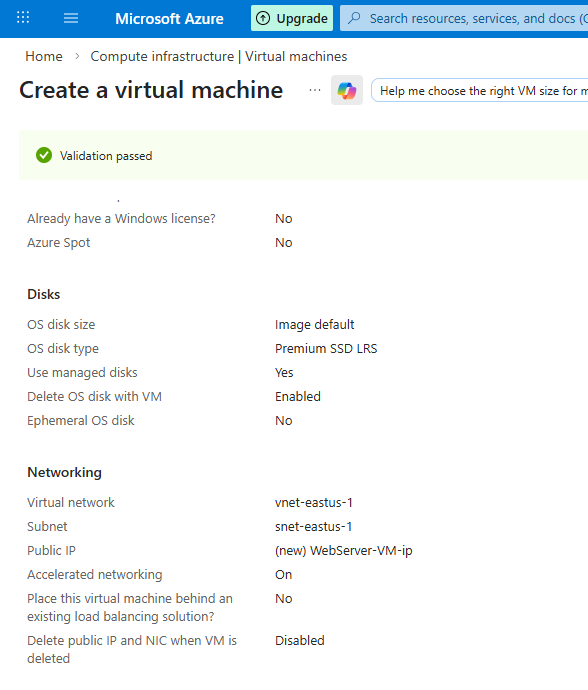 Microsoft Azure
Upgrade
Search resources, services, and docs (
Home > Compute infrastructure | Virtual machines
Create a virtual machine
...
Help me choose the right VM size for m
Validation passed
Already have a Windows license? No
Azure Spot No
Disks
OS disk size Image default
OS disk type Premium SSD LRS
Use managed disks Yes
Delete OS disk with VM Enabled
Ephemeral OS disk No
Networking
Virtual network vnet-eastus-1
Subnet snet-eastus-1
Public IP (new) WebServer-VM-ip
Accelerated networking On
Place this virtual machine behind an No
existing load balancing solution?
Delete public IP and NIC when VM is Disabled
deleted